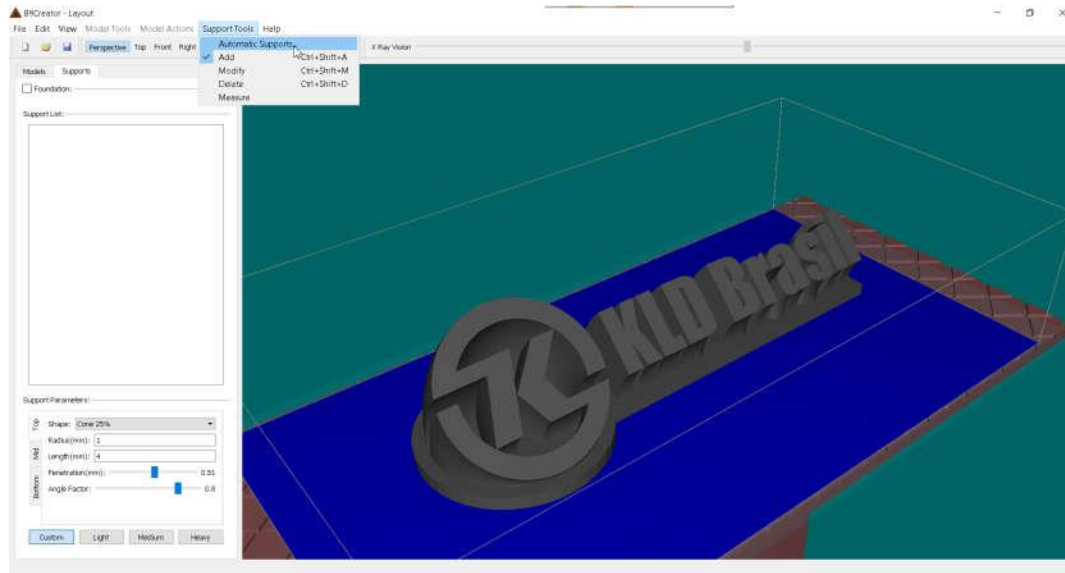 B9Creator - Layout
File Edit View Model Tools Model Actions Support Tools Help
Perspective Top Front Right X Ray Vision
Automatic Supports
Add Ctrl+Shift+A
Modify Ctrl+Shift+M
Delete Ctrl+Shift+D
Measure
Models Supports
Foundation:
Support List:
KLD Brasil
Support Parameters:
Top
Mid
Bottom
Shape: Cone 25%
Radius(mm): 1
Length(mm): 4
Penetration(mm): 0.51
Angle Factor: 0.8
Custom Light Medium Heavy